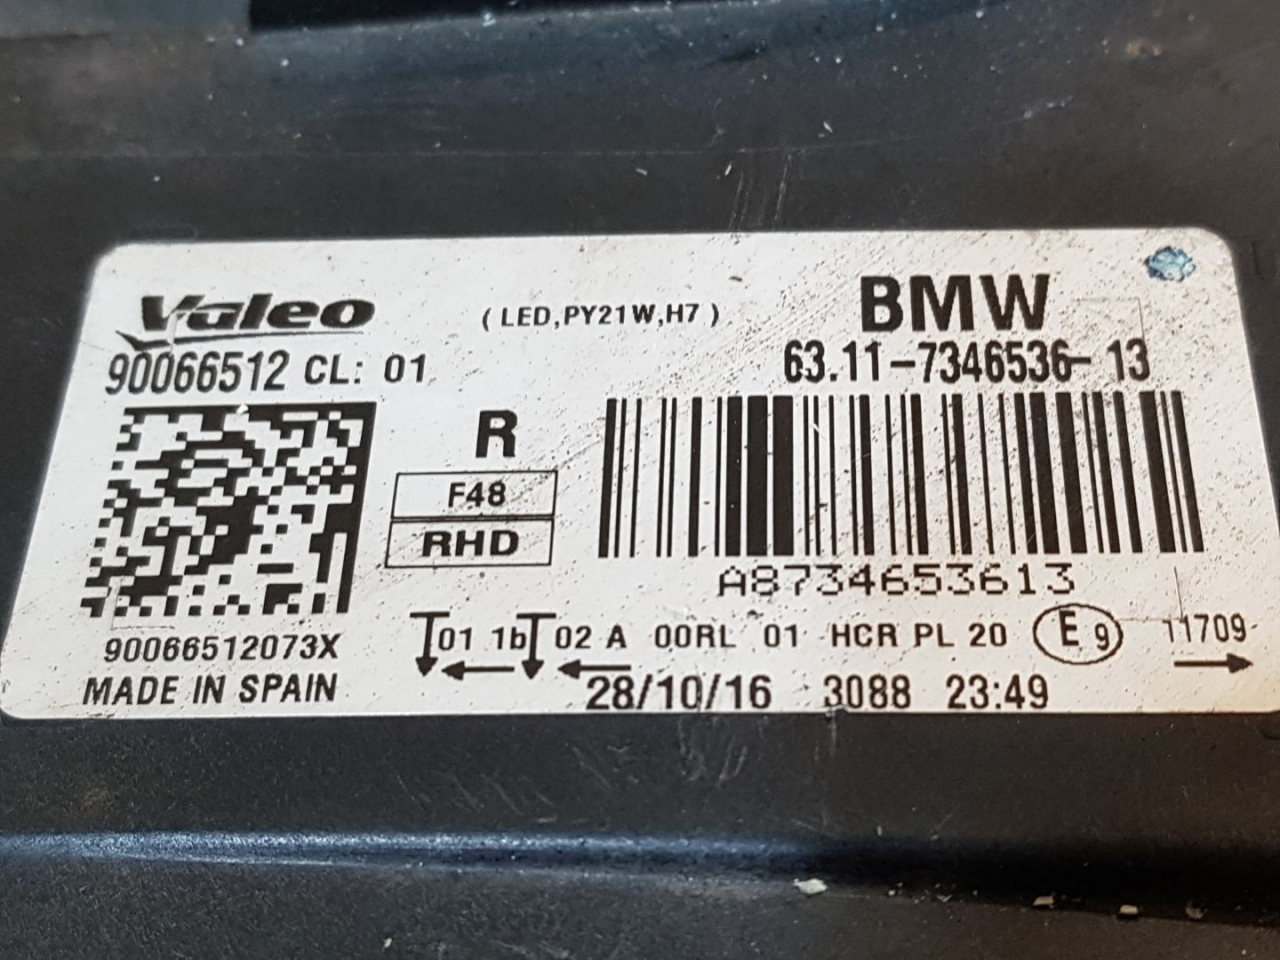 Valeo
(LED,PY21W,H7)
BMW
90066512 CL: 01
63.11-7346536-13
R
F48
RHD
A8734653613
90066512073X
01 1b 02 A 00RL 01 HCR PL 20 E9 11709
MADE IN SPAIN
28/10/16 3088 23:49